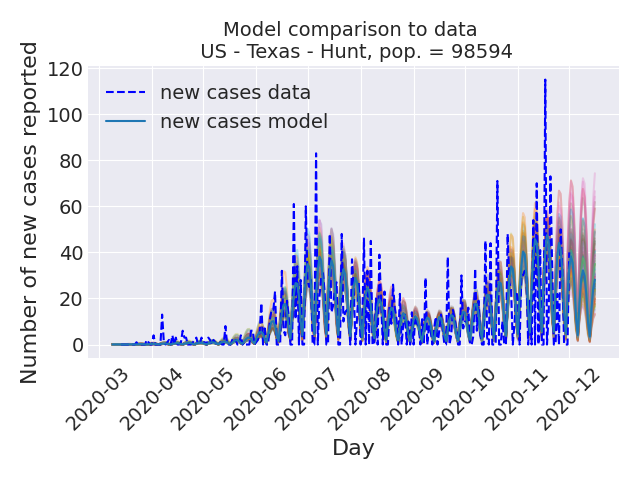 Model comparison to data
US - Texas - Hunt, pop. = 98594
Number of new cases reported
120
100
80
60
40
20
0
new cases data
new cases model
2020-03
2020-04
2020-05
2020-06
2020-07
2020-08
2020-09
2020-10
2020-11
2020-12
Day